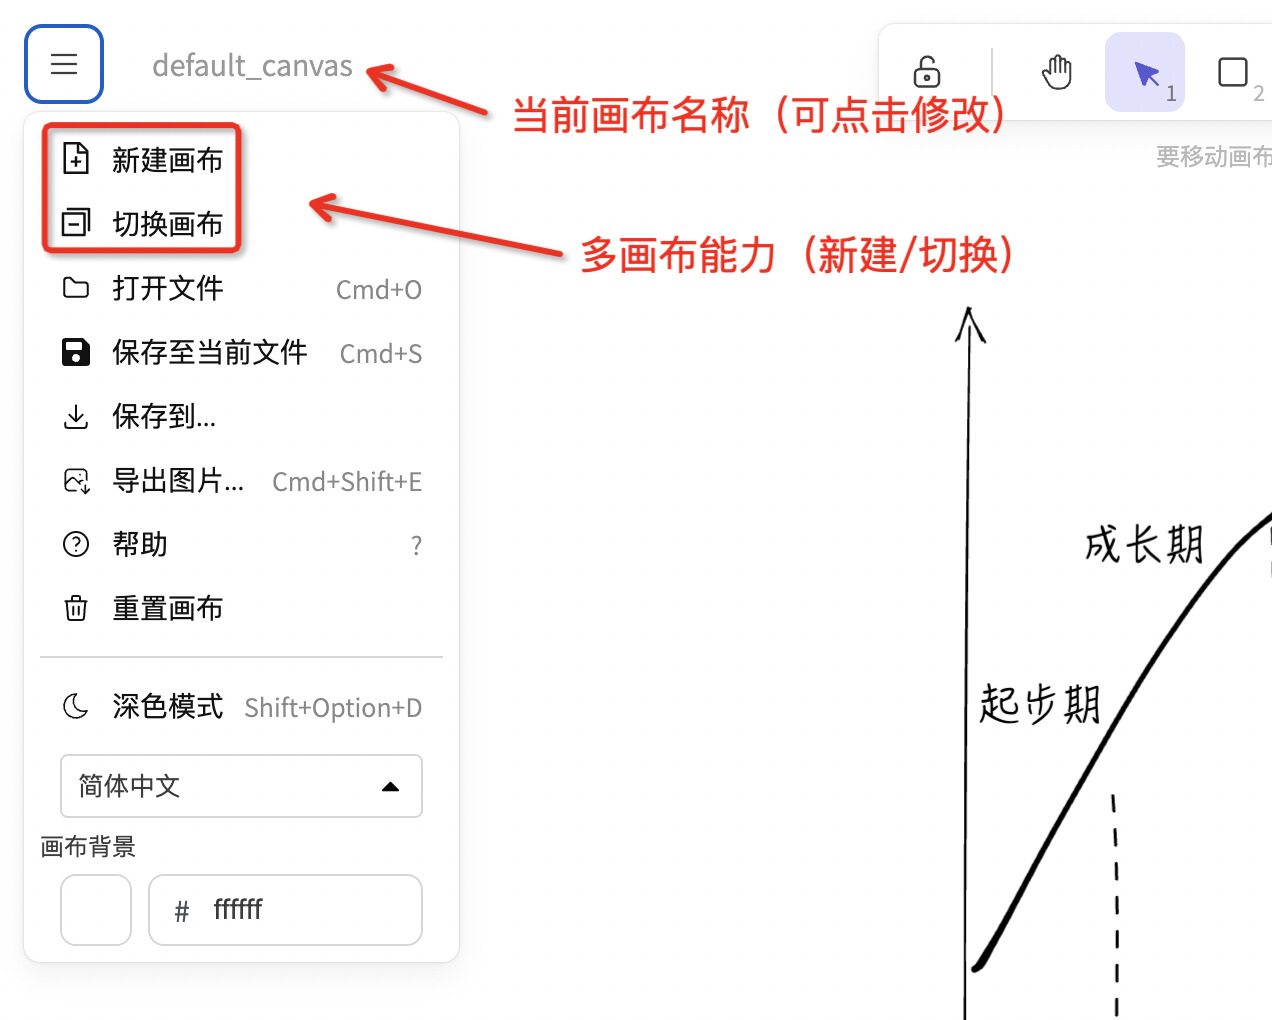 default_canvas
当前画布名称（可点击修改）
1
2
要移动画布
新建画布
切换画布
多画布能力（新建/切换）
打开文件 Cmd+O
保存至当前文件 Cmd+S
保存到...
导出图片... Cmd+Shift+E
帮助 ?
重置画布
深色模式 Shift+Option+D
简体中文
画布背景
# ffffff
成长期
起步期